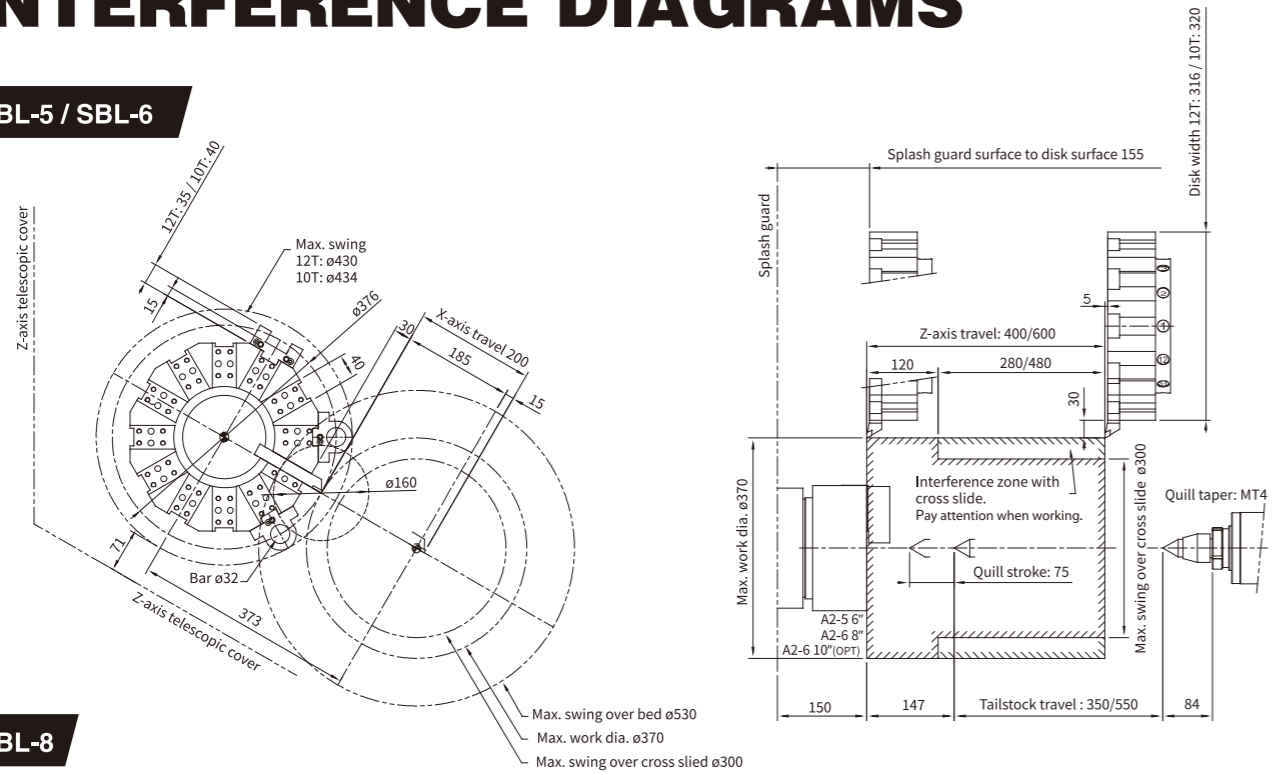 NTERFERENCE DIAGRAMS
BL-5 / SBL-6
Z-axis telescopic cover
12T: 35 / 10T: 40
15
Max. swing
12T: ø430
10T: ø434
ø376
40
30
X-axis travel 200
185
15
ø160
71
Bar ø32
373
Z-axis telescopic cover
Max. swing over bed ø530
Max. work dia. ø370
Max. swing over cross slied ø300
Splash guard surface to disk surface 155
Disk width 12T: 316 / 10T: 320
Splash guard
5
Z-axis travel: 400/600
120
280/480
30
Interference zone with
cross slide.
Pay attention when working.
Max. work dia. ø370
Max. swing over cross slide ø300
Quill taper: MT4
Quill stroke: 75
A2-5 6"
A2-6 8"
A2-6 10"(OPT)
150
147
Tailstock travel : 350/550
84
BL-8